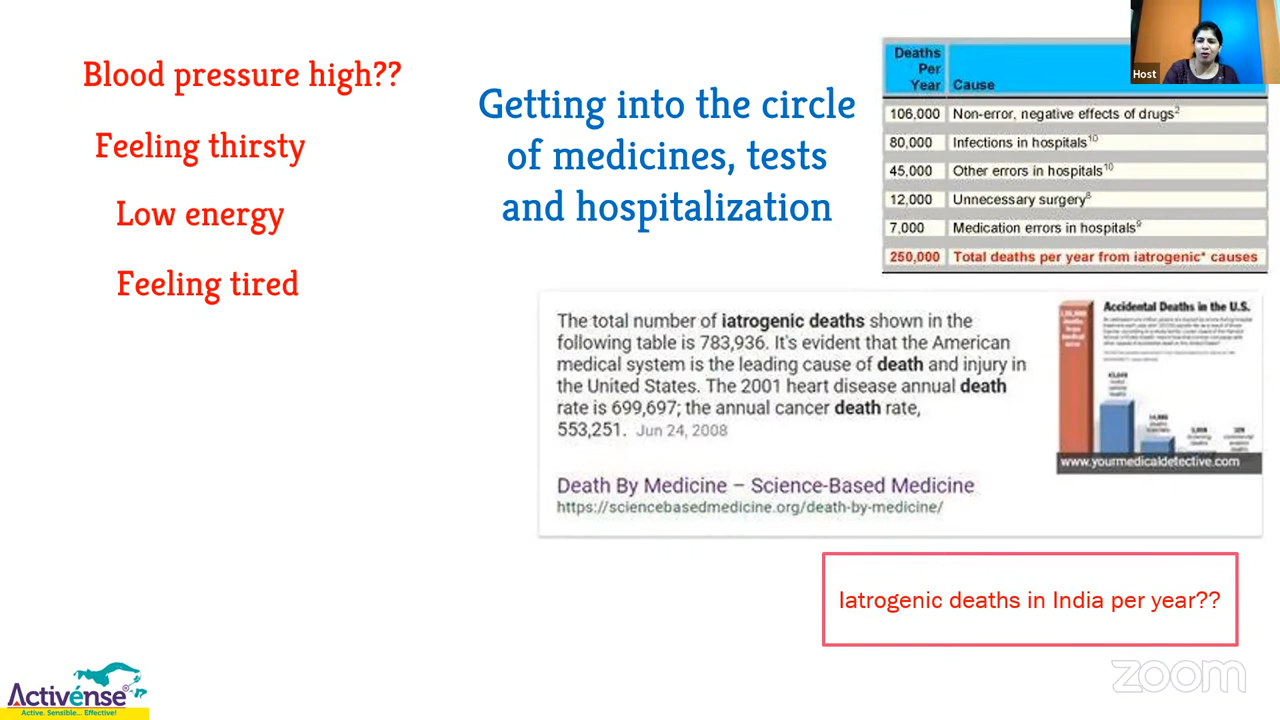 Blood pressure high??
Feeling thirsty
Low energy
Feeling tired
Getting into the circle
of medicines, tests
and hospitalization
Deaths Per Year Cause
106,000 Non-error, negative effects of drugs2
80,000 Infections in hospitals10
45,000 Other errors in hospitals10
12,000 Unnecessary surgery8
7,000 Medication errors in hospitals9
250,000 Total deaths per year from iatrogenic* causes
Host
The total number of iatrogenic deaths shown in the
following table is 783,936. It's evident that the American
medical system is the leading cause of death and injury in
the United States. The 2001 heart disease annual death
rate is 699,697; the annual cancer death rate,
553,251. Jun 24, 2008
Death By Medicine – Science-Based Medicine
https://sciencebasedmedicine.org/death-by-medicine/
Accidental Deaths in the U.S.
www.yourmedicaldetective.com
Iatrogenic deaths in India per year??
Activénse®
Active. Sensible... Effective!
zoom